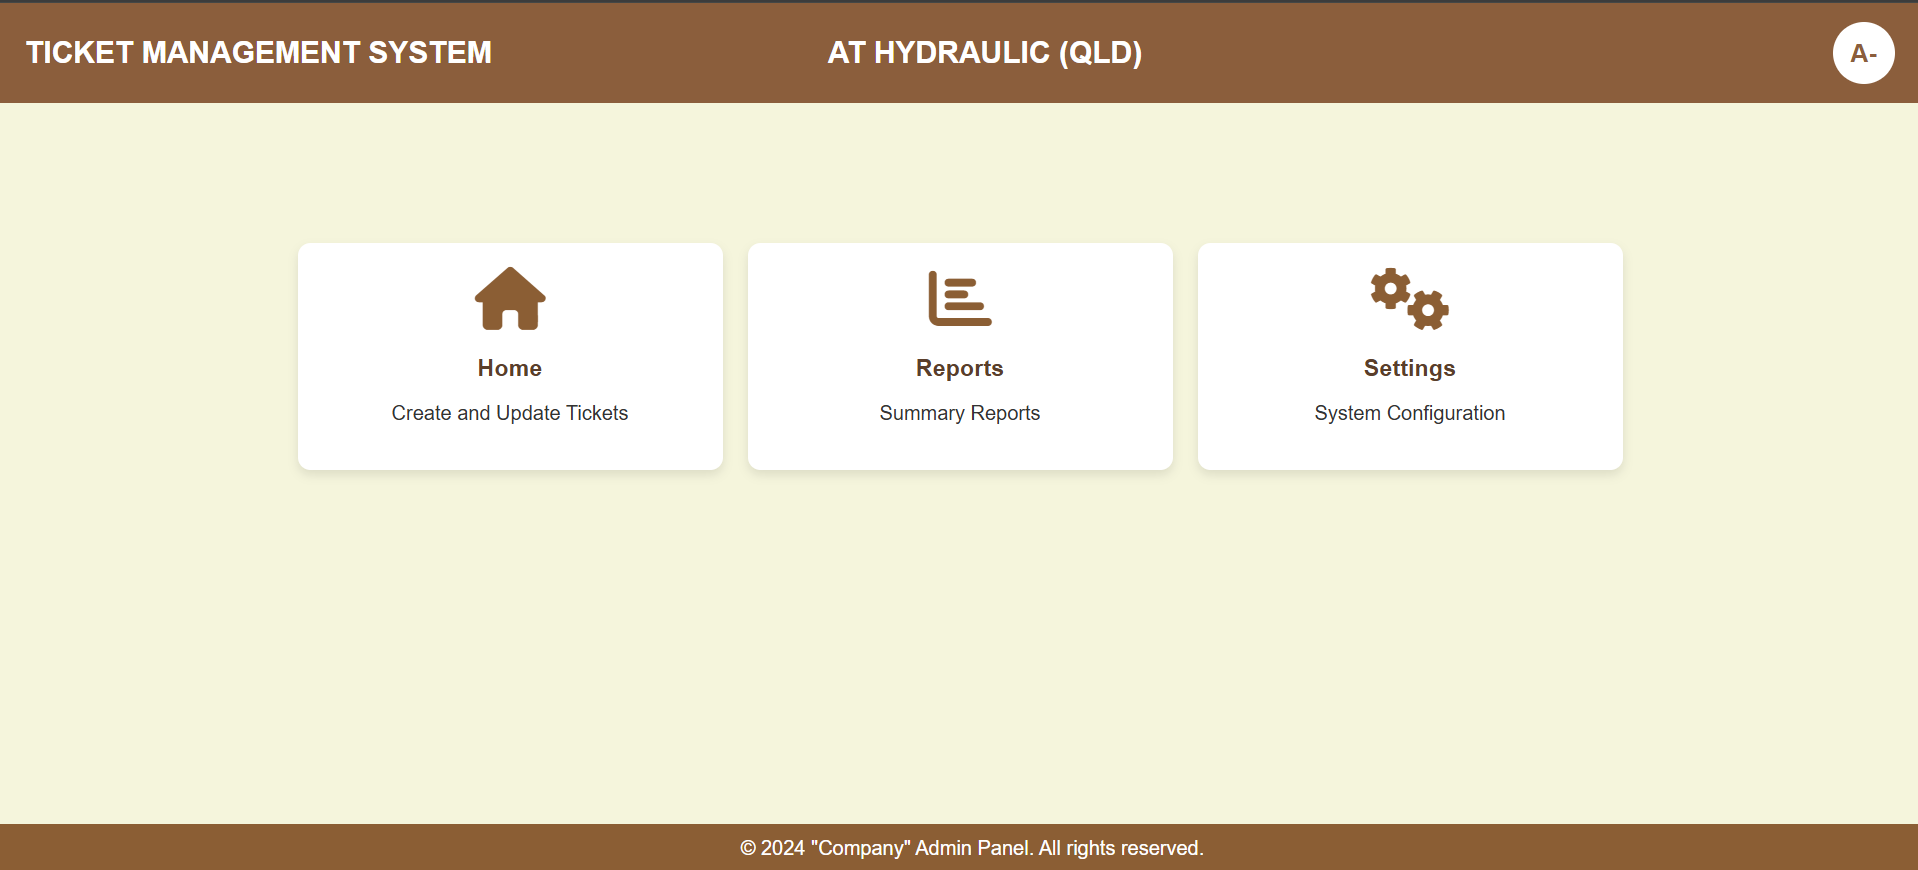 TICKET MANAGEMENT SYSTEM
AT HYDRAULIC (QLD)
A-
Home
Create and Update Tickets
Reports
Summary Reports
Settings
System Configuration
© 2024 "Company" Admin Panel. All rights reserved.